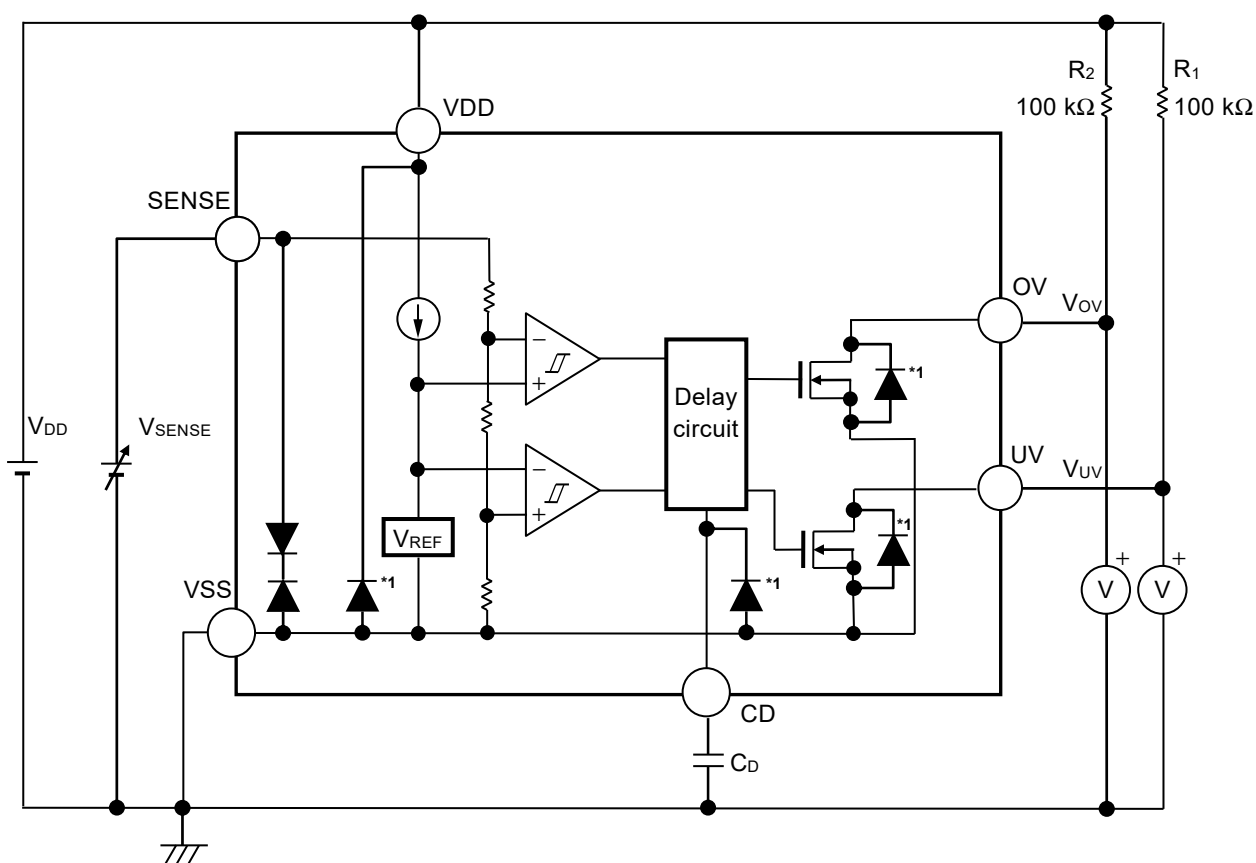 R2
100 kΩ
R1
100 kΩ
VDD
SENSE
OV
VOV
−
+
VDD
VSENSE
Delay
circuit
*1
UV
VUV
−
+
VREF
*1
VSS
*1
*1
+
V
+
V
CD
CD